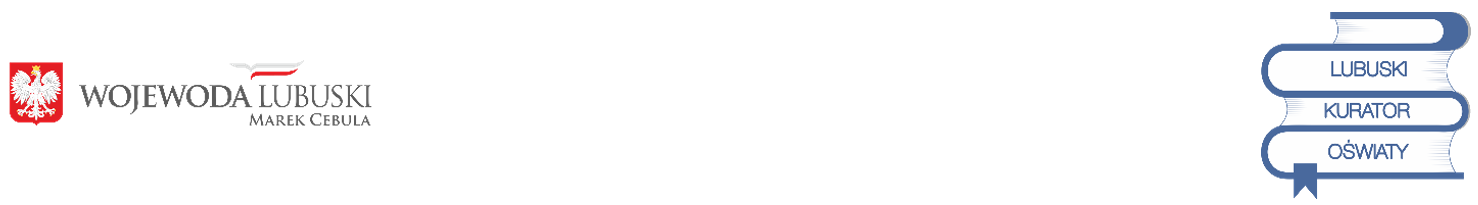 WOJEWODA LUBUSKI
MAREK CEBULA
LUBUSKI
KURATOR
OŚWIATY